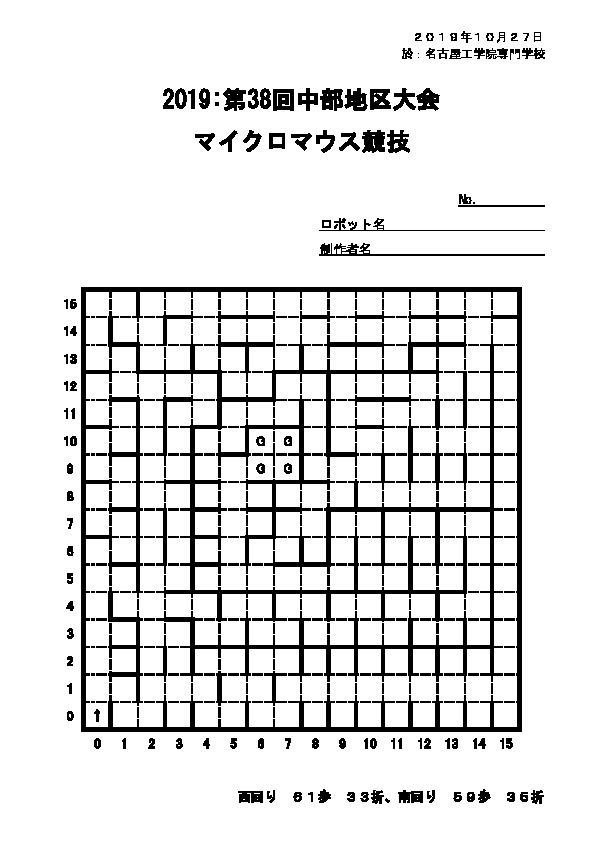 ２０１９年１０月２７日
於：名古屋工学院専門学校
2019：第38回中部地区大会
マイクロマウス競技
No.
ロボット名
製作者名
15
14
13
12
11
10 G G
9 G G
8
7
6
5
4
3
2
1
0 ↑
0 1 2 3 4 5 6 7 8 9 10 11 12 13 14 15
西回り　６１歩　３３折、南回り　５９歩　３５折